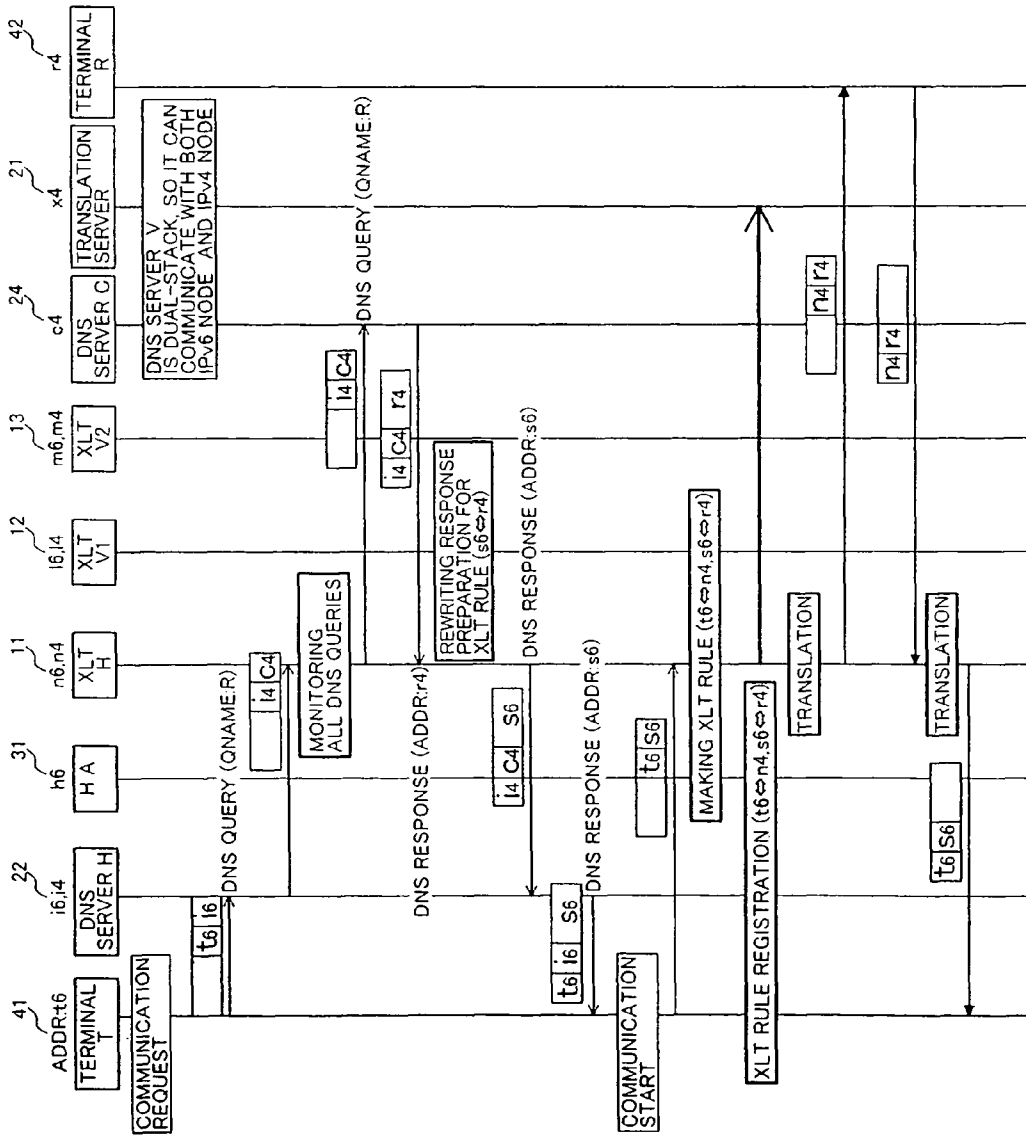 41
ADDR:t6
TERMINAL
T
22
i6,i4
DNS
SERVER H
31
h6
H A
11
n6,n4
XLT
H
12
l6,l4
XLT
V1
13
m6,m4
XLT
V2
24
c4
DNS
SERVER C
21
x4
TRANSLATION
SERVER
42
r4
TERMINAL
R
COMMUNICATION
REQUEST
DNS SERVER V
IS DUAL-STACK, SO IT CAN
COMMUNICATE WITH BOTH
IPv6 NODE AND IPv4 NODE
t6 i6
DNS QUERY (QNAME:R)
i4 C4
MONITORING
ALL DNS QUERIES
i4 C4
DNS QUERY (QNAME:R)
i4 C4 r4
DNS RESPONSE (ADDR:r4)
REWRITING RESPONSE
PREPARATION FOR
XLT RULE (s6⇔r4)
i4 C4 S6
DNS RESPONSE (ADDR:s6)
t6 i6 S6
DNS RESPONSE (ADDR:s6)
COMMUNICATION
START
t6 S6
MAKING XLT RULE (t6⇔n4,s6⇔r4)
XLT RULE REGISTRATION (t6⇔n4,s6⇔r4)
TRANSLATION
n4 r4
n4 r4
TRANSLATION
t6 S6